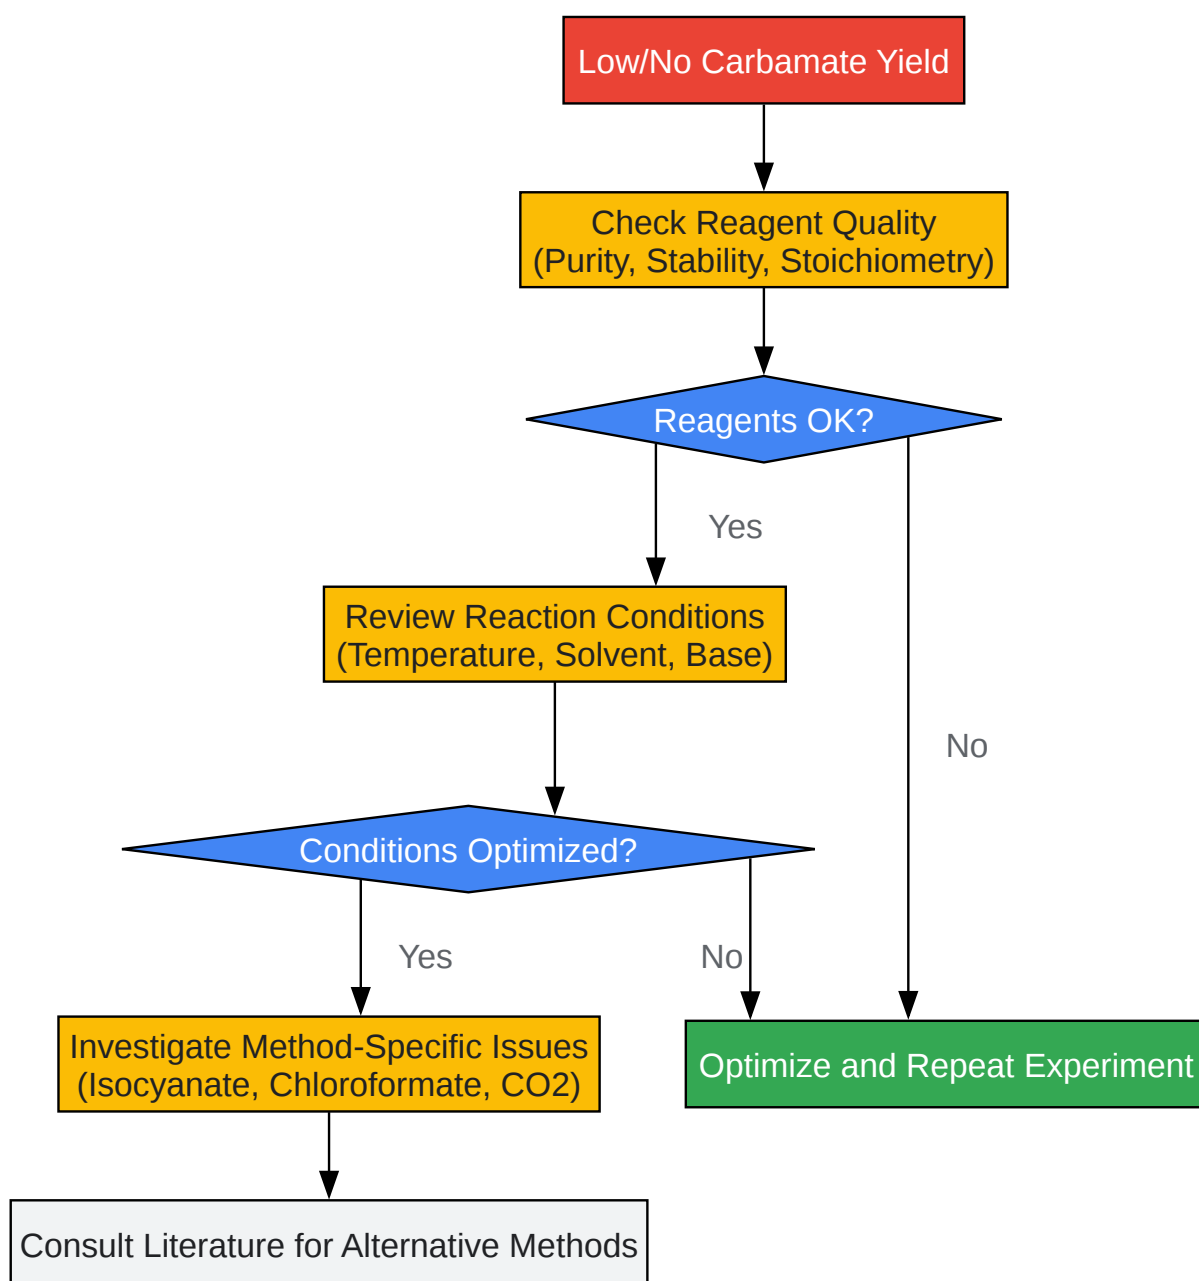 Low/No Carbamate Yield
Check Reagent Quality
(Purity, Stability, Stoichiometry)
Reagents OK?
Yes
Review Reaction Conditions
(Temperature, Solvent, Base)
No
Conditions Optimized?
Yes
No
Investigate Method-Specific Issues
(Isocyanate, Chloroformate, CO2)
Optimize and Repeat Experiment
Consult Literature for Alternative Methods